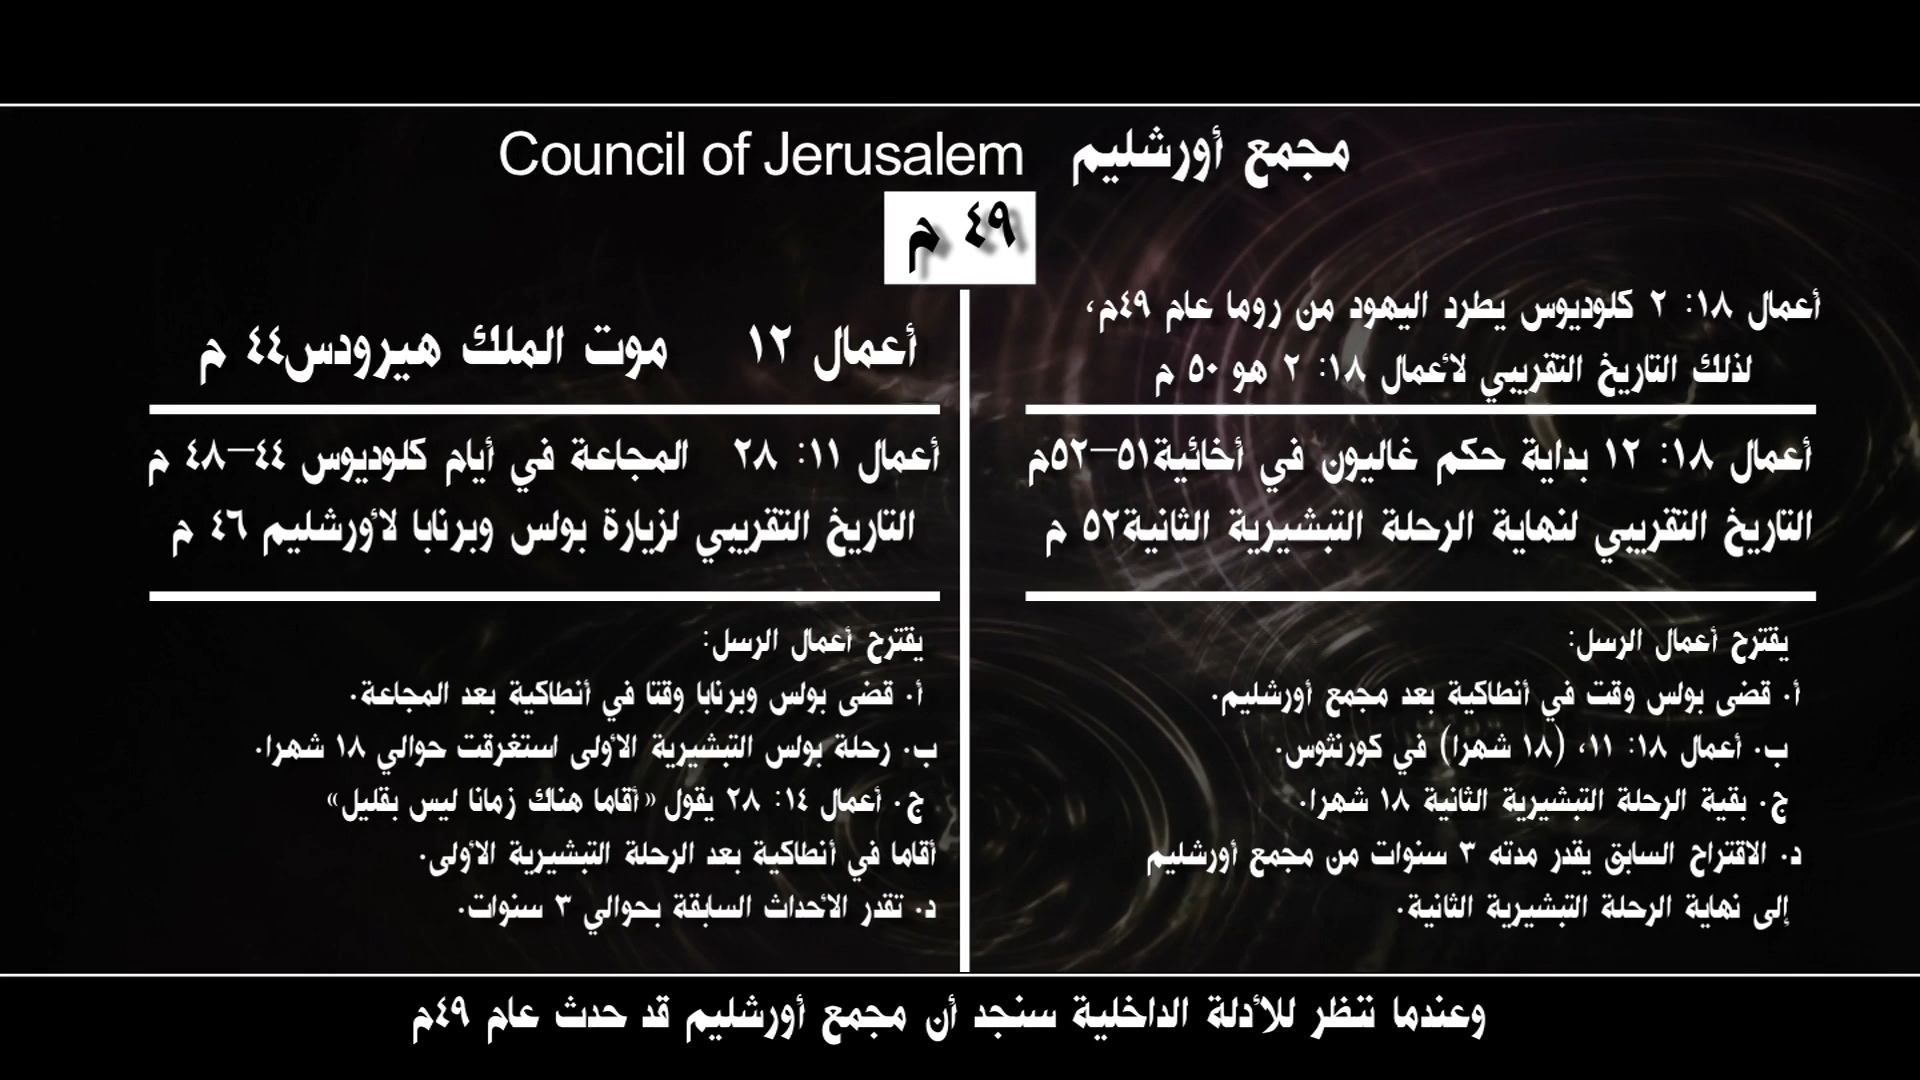 مجمع أورشليم Council of Jerusalem
٤٩ م
أعمال ١٨: ٢ كلوديوس يطرد اليهود من روما عام ٤٩م،
لذلك التاريخ التقريبي لأعمال ١٨: ٢ هو ٥٠ م
أعمال ١٨: ١٢ بداية حكم غاليون في أخائية٥١–٥٢م
التاريخ التقريبي لنهاية الرحلة التبشيرية الثانية٥٢ م
يقترح أعمال الرسل:
أ. قضى بولس وقت في أنطاكية بعد مجمع أورشليم.
ب. أعمال ١٨: ١١، (١٨ شهرا) في كورنثوس.
ج. بقية الرحلة التبشيرية الثانية ١٨ شهرا.
د. الاقتراح السابق يقدر مدته ٣ سنوات من مجمع أورشليم
إلى نهاية الرحلة التبشيرية الثانية.
أعمال ١٢ موت الملك هيرودس٤٤ م
أعمال ١١: ٢٨ المجاعة في أيام كلوديوس ٤٤–٤٨ م
التاريخ التقريبي لزيارة بولس وبرنابا لأورشليم ٤٦ م
يقترح أعمال الرسل:
أ. قضى بولس وبرنابا وقتا في أنطاكية بعد المجاعة.
ب. رحلة بولس التبشيرية الأولى استغرقت حوالي ١٨ شهرا.
ج. أعمال ١٤: ٢٨ يقول «أقاما هناك زمانا ليس بقليل»
أقاما في أنطاكية بعد الرحلة التبشيرية الأولى.
د. تقدر الأحداث السابقة بحوالي ٣ سنوات.
وعندما ننظر للأدلة الداخلية سنجد أن مجمع أورشليم قد حدث عام ٤٩م